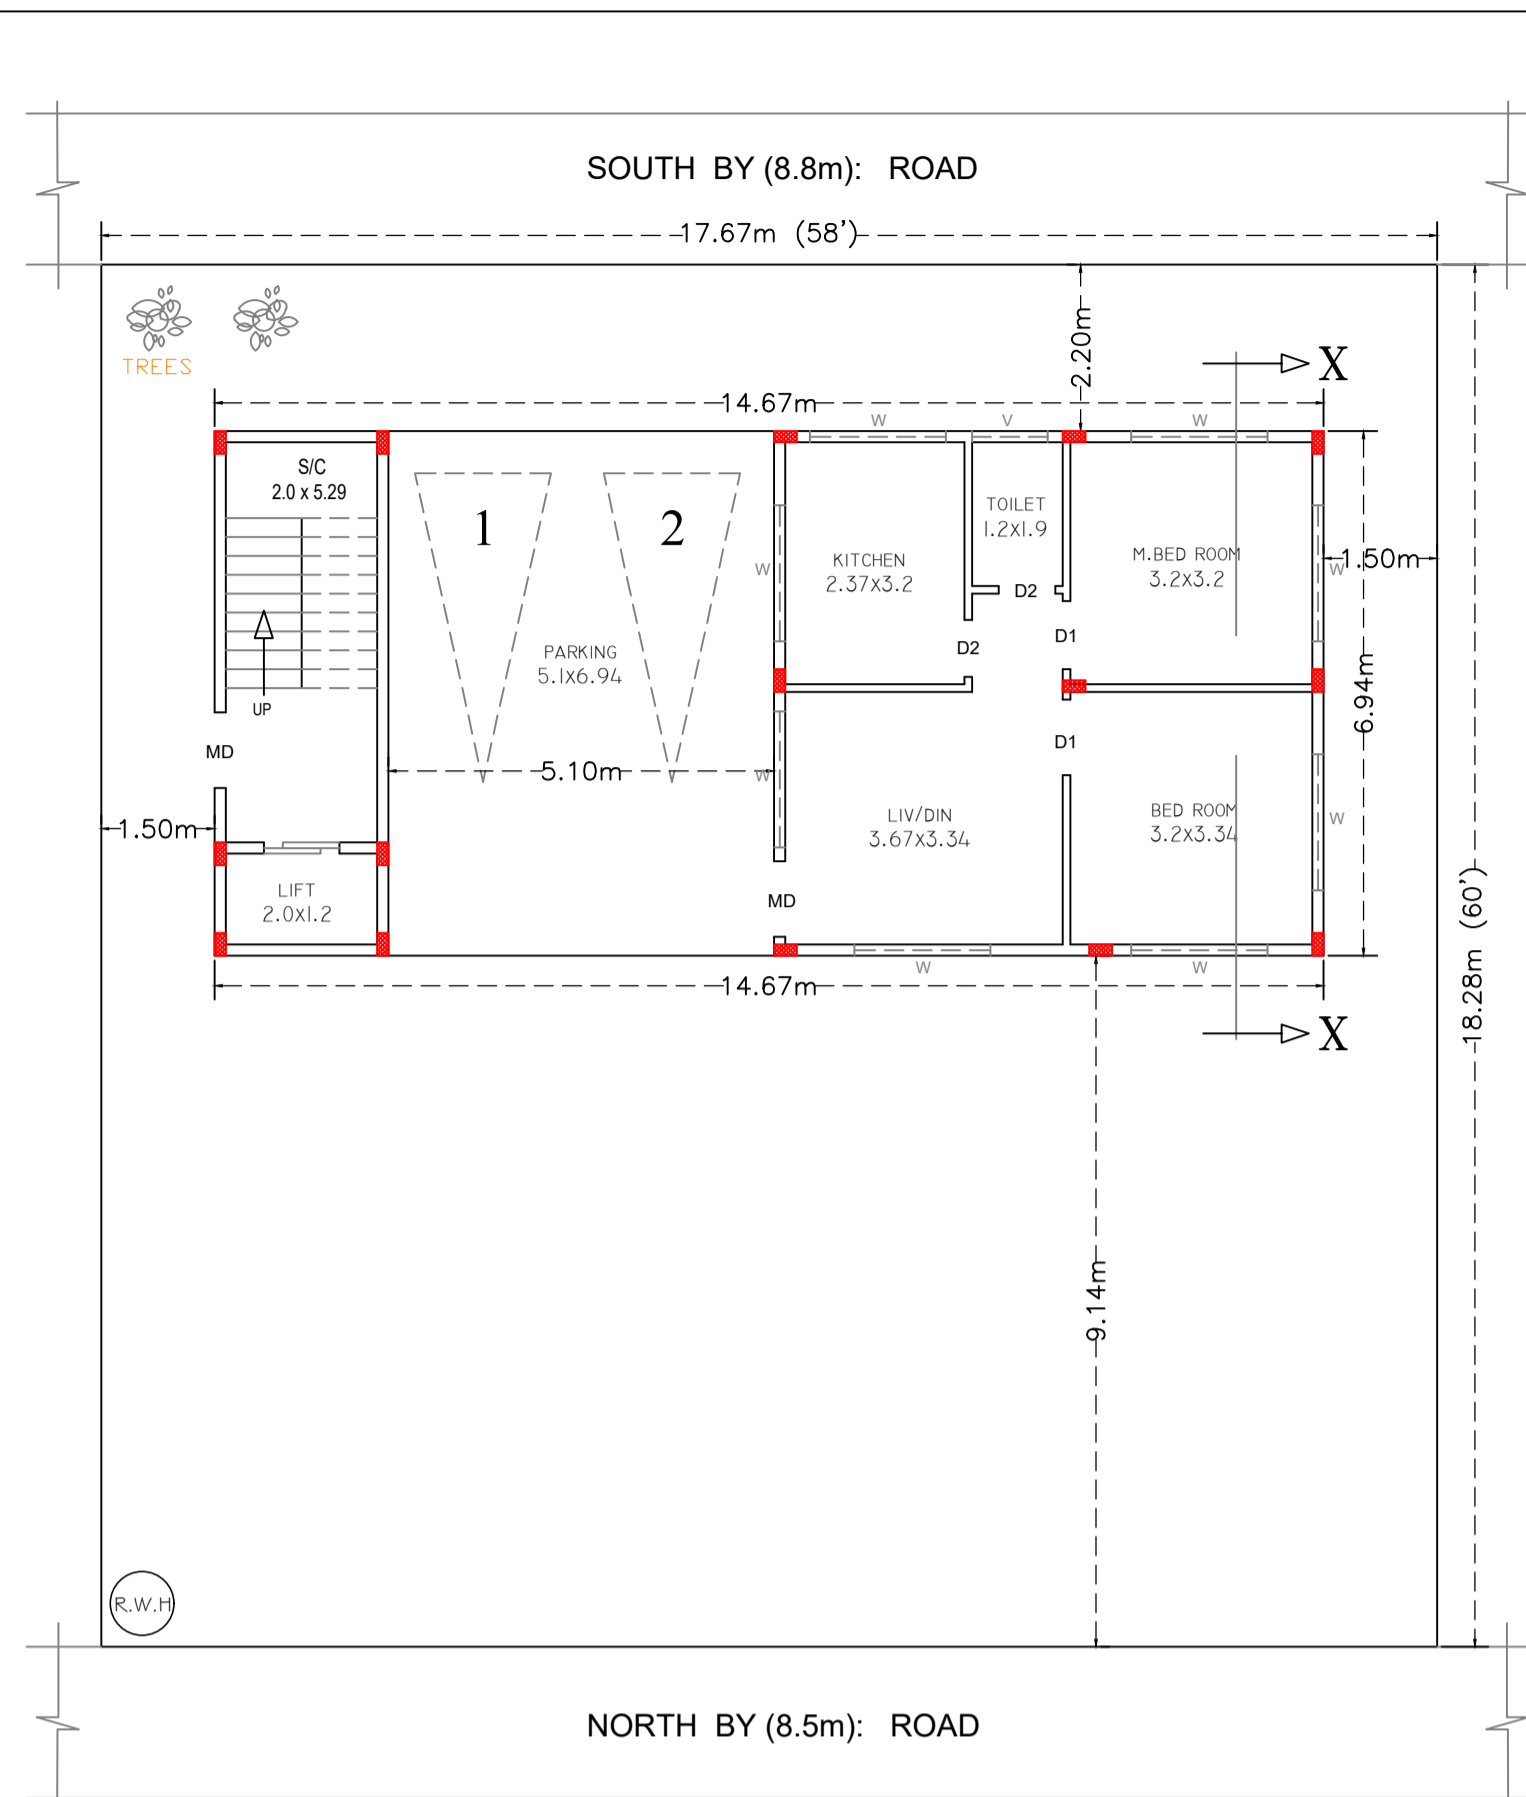 SOUTH BY (8.8m): ROAD
17.67m (58')
TREES
2.20m
X
14.67m
W
V
W
S/C
2.0 x 5.29
1
2
TOILET
1.2x1.9
KITCHEN
2.37x3.2
M.BED ROOM
3.2x3.2
1.50m
W
W
D2
D1
D2
PARKING
5.1x6.94
6.94m
UP
MD
D1
5.10m
W
1.50m
LIV/DIN
3.67x3.34
BED ROOM
3.2x3.34
W
LIFT
2.0x1.2
MD
18.28m (60')
W
W
14.67m
X
9.14m
R.W.H
NORTH BY (8.5m): ROAD